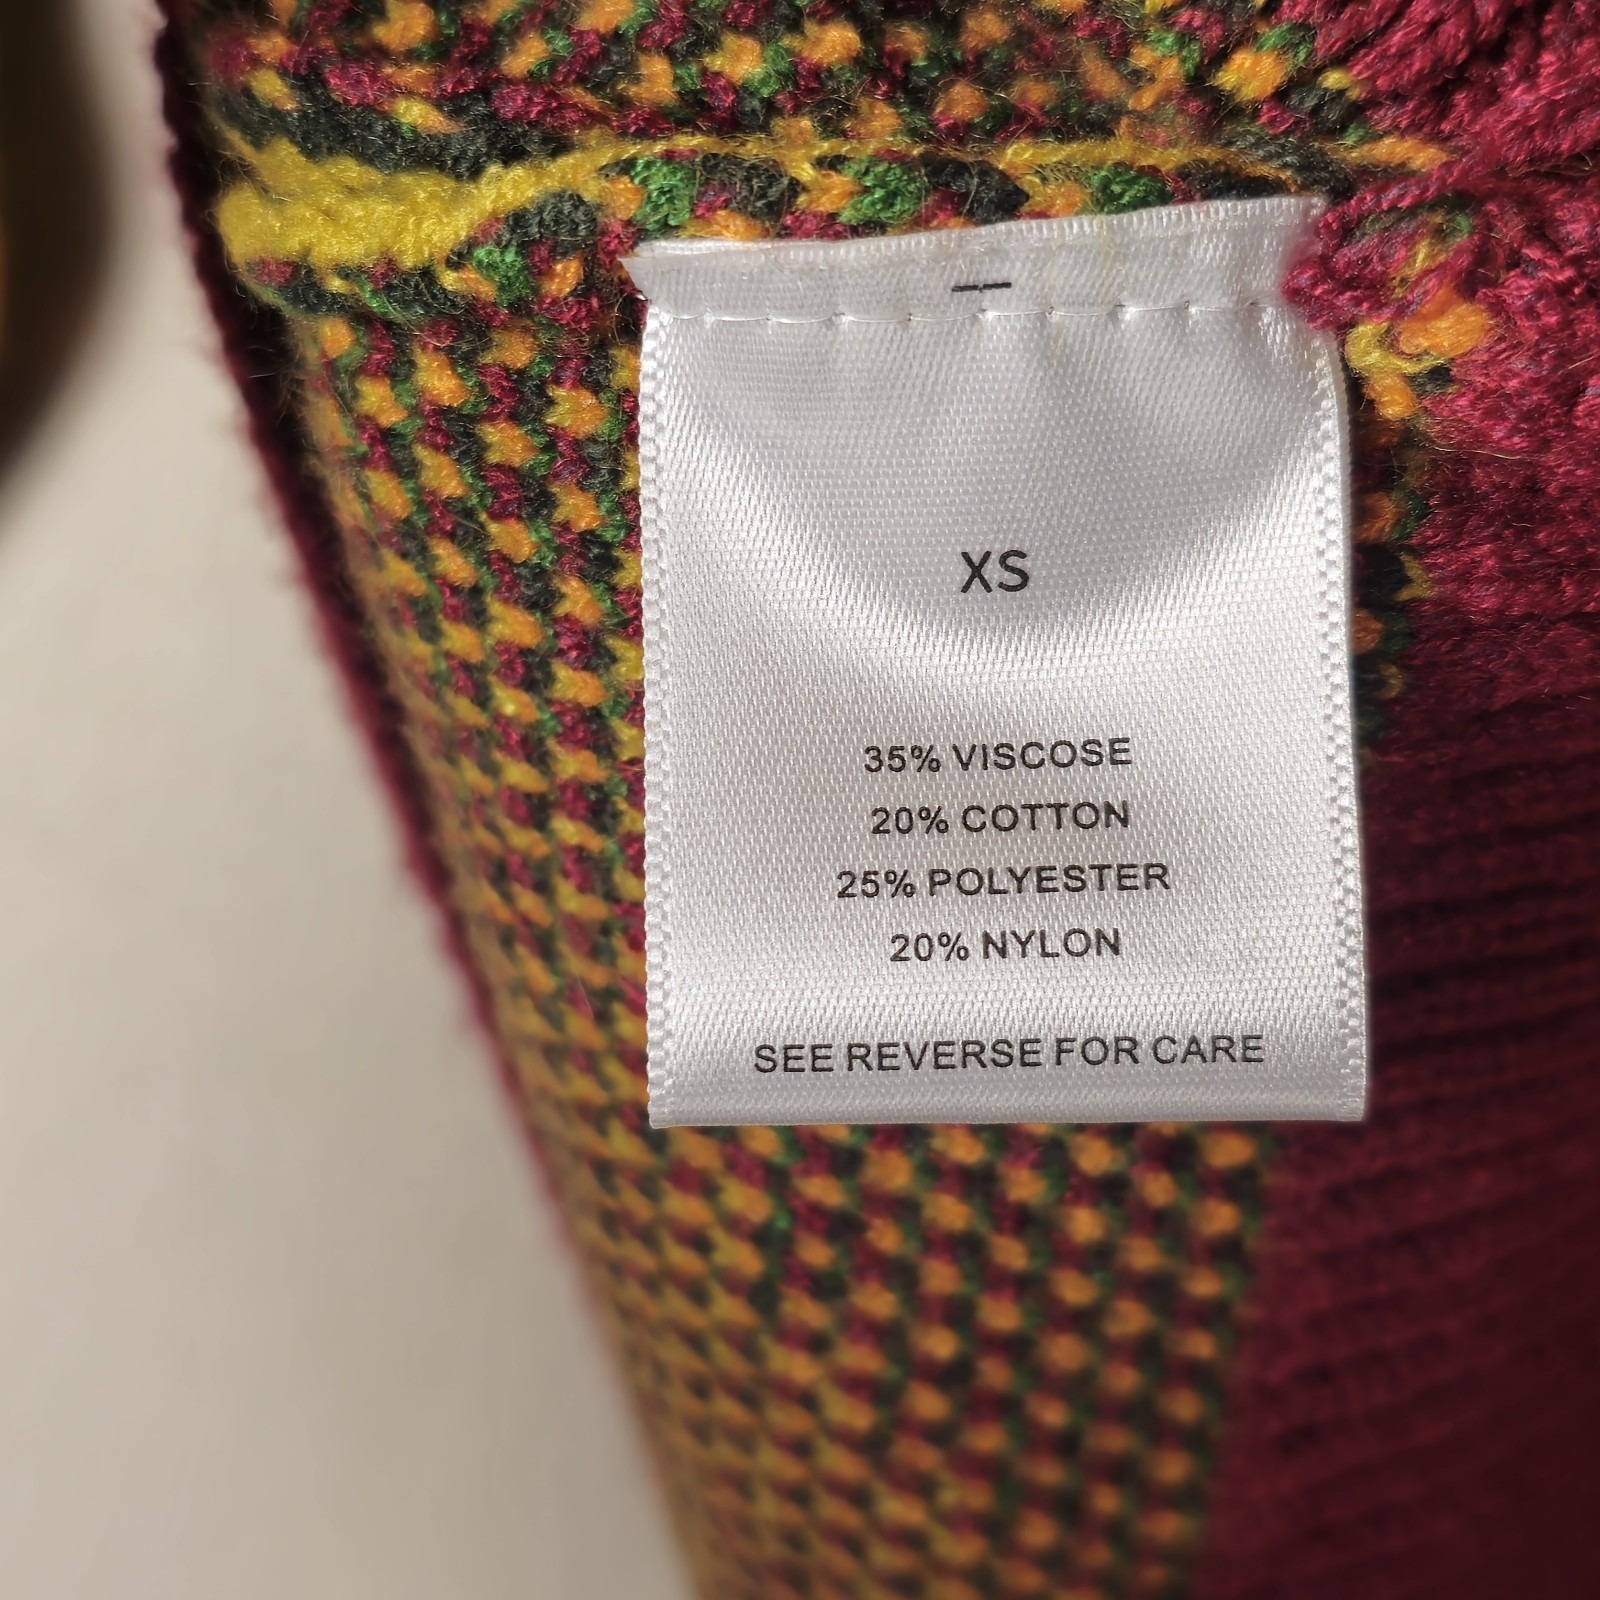 XS
35% VISCOSE
20% COTTON
25% POLYESTER
20% NYLON
SEE REVERSE FOR CARE